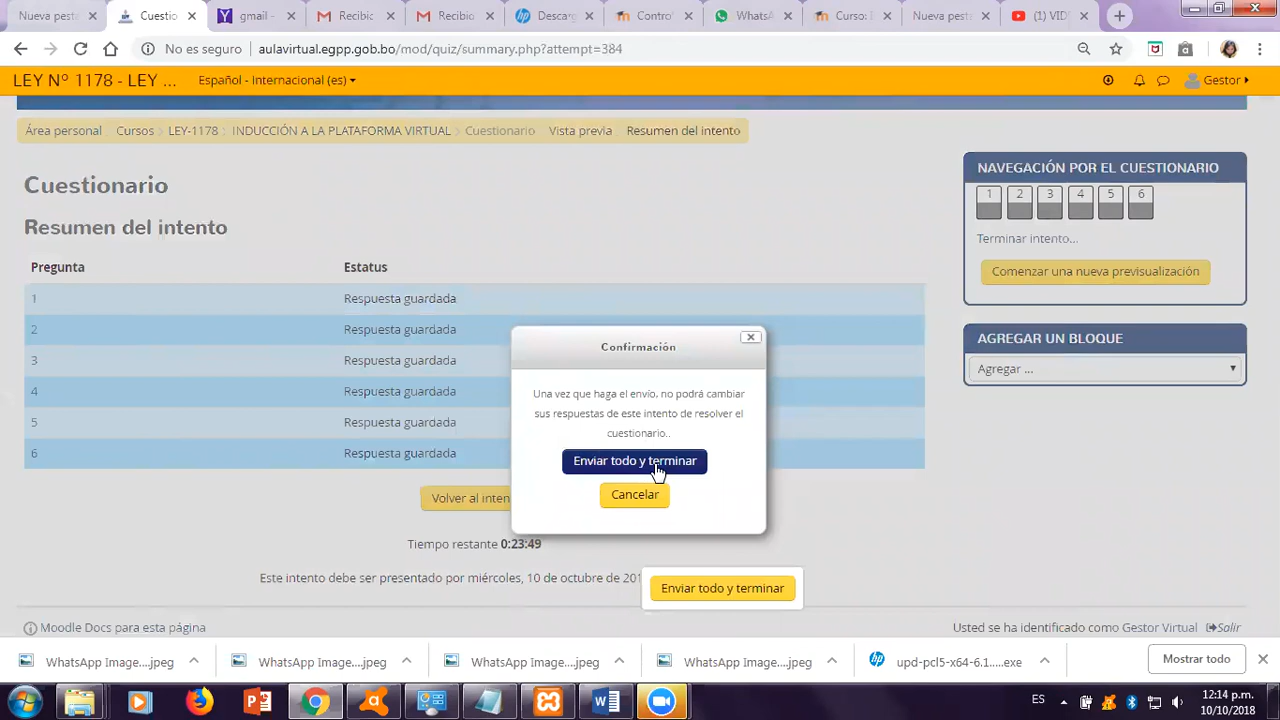 Nueva pest
Cuestio
gmail -
Recibic
Recibio
Descarg
Contro
WhatsA
Curso: T
Nueva pest
(1) VID
No es seguro
aulavirtual.egpp.gob.bo/mod/quiz/summary.php?attempt=384
LEY Nº 1178 - LEY ...
Español - Internacional (es)
Gestor
Área personal
Cursos
LEY-1178
INDUCCIÓN A LA PLATAFORMA VIRTUAL
Cuestionario
Vista previa
Resumen del intento
Cuestionario
Resumen del intento
Pregunta Estatus
1 Respuesta guardada
2 Respuesta guardada
3 Respuesta guardada
4 Respuesta guardada
5 Respuesta guardada
6 Respuesta guardada
Volver al inten
Tiempo restante 0:23:49
Este intento debe ser presentado por miércoles, 10 de octubre de 201
Enviar todo y terminar
Confirmación
Una vez que haga el envío, no podrá cambiar
sus respuestas de este intento de resolver el
cuestionario..
Enviar todo y terminar
Cancelar
NAVEGACIÓN POR EL CUESTIONARIO
1 2 3 4 5 6
Terminar intento...
Comenzar una nueva previsualización
AGREGAR UN BLOQUE
Agregar ...
Moodle Docs para esta página
Usted se ha identificado como Gestor Virtual Salir
WhatsApp Image....jpeg
WhatsApp Image....jpeg
WhatsApp Image....jpeg
WhatsApp Image....jpeg
upd-pcl5-x64-6.1.....exe
Mostrar todo
ES
12:14 p.m.
10/10/2018